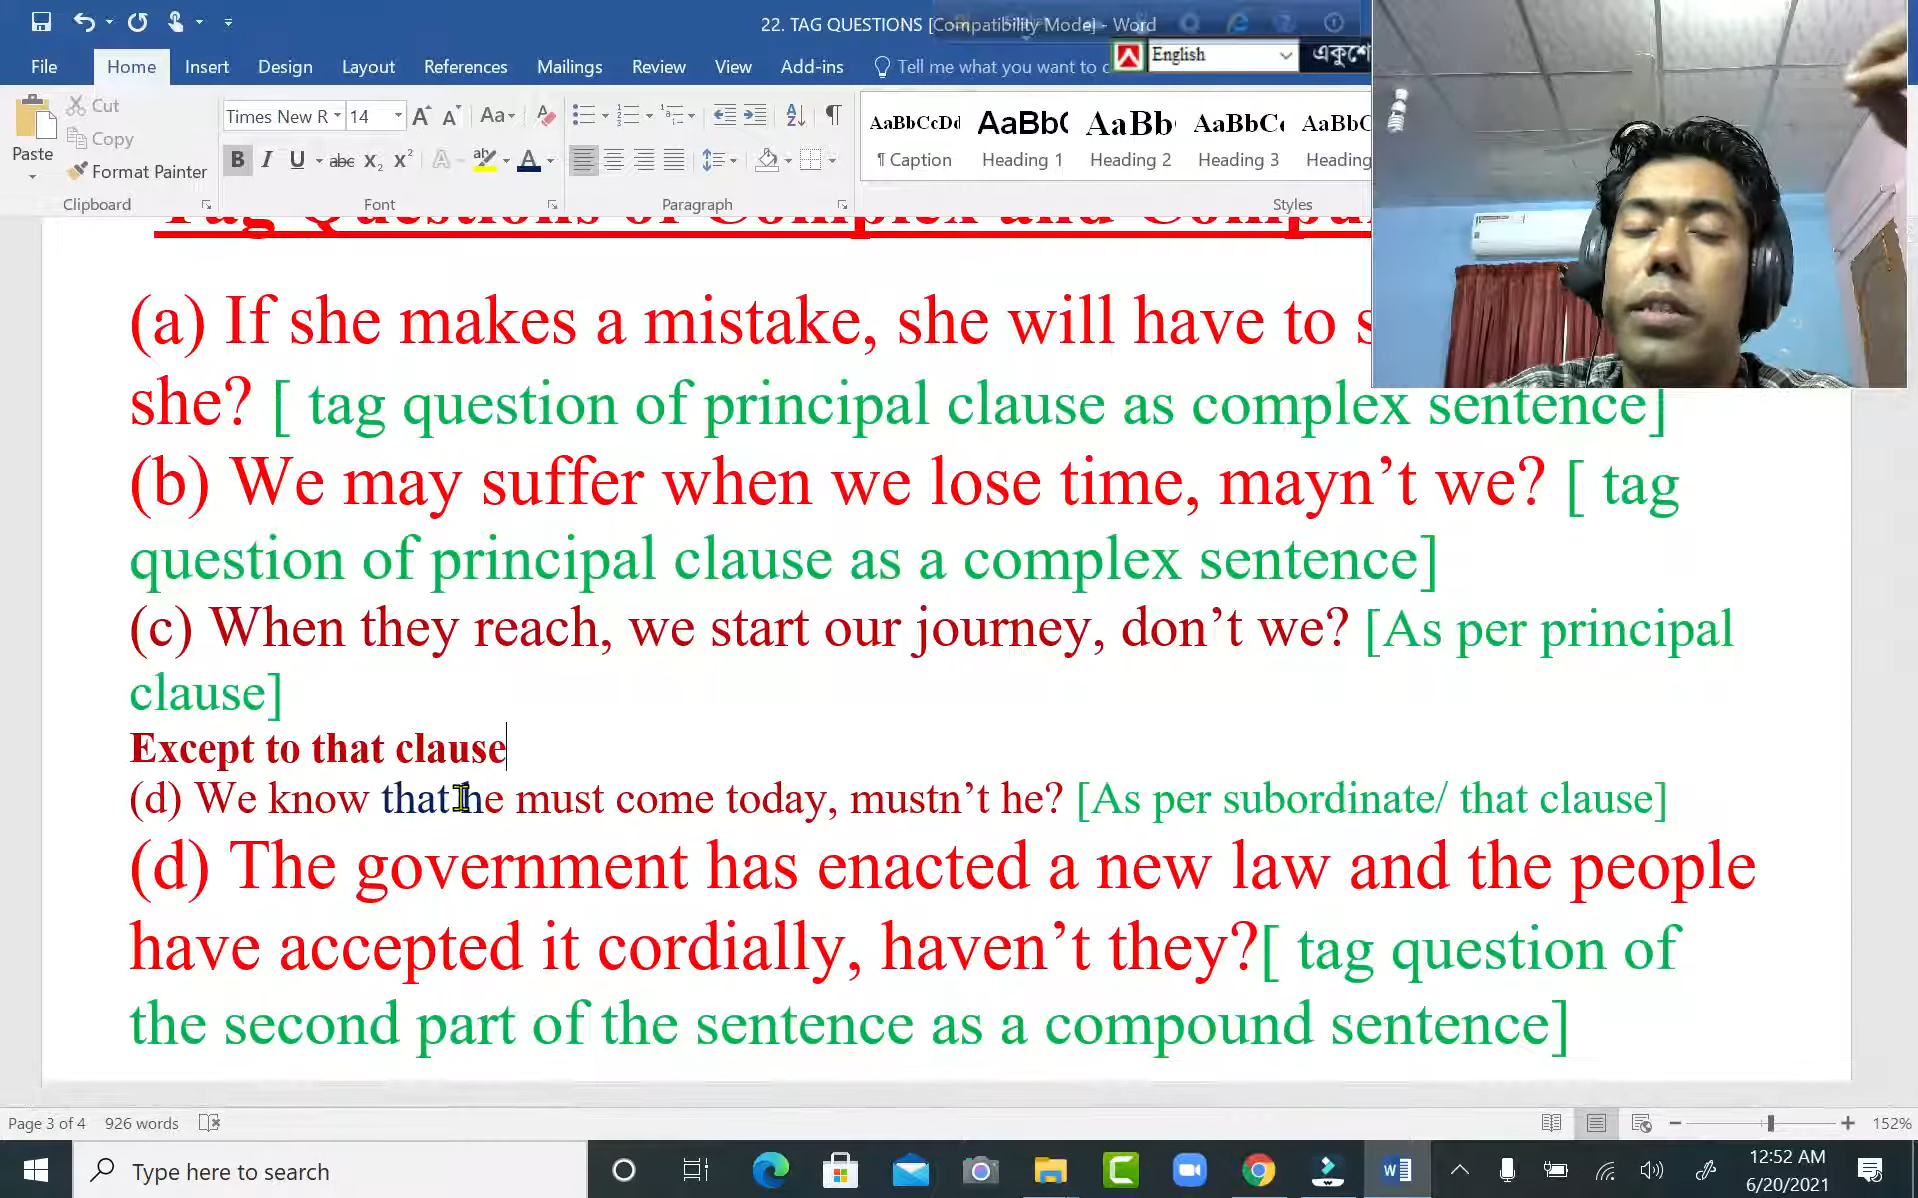 22. TAG QUESTIONS [Compatibility Mode] - Word
English
একুশে
File Home Insert Design Layout References Mailings Review View Add-ins Tell me what you want to
Cut
Copy
Paste
Format Painter
Times New R 14
AaBbCcDd AaBb( AaBb AaBbC AaBbC
¶ Caption Heading 1 Heading 2 Heading 3 Heading
Clipboard Font Paragraph Styles
Tag Questions of Complex and Compu
(a) If she makes a mistake, she will have to s
she? [ tag question of principal clause as complex sentence]
(b) We may suffer when we lose time, mayn’t we? [ tag
question of principal clause as a complex sentence]
(c) When they reach, we start our journey, don’t we? [As per principal
clause]
Except to that clause
(d) We know that he must come today, mustn’t he? [As per subordinate/ that clause]
(d) The government has enacted a new law and the people
have accepted it cordially, haven’t they?[ tag question of
the second part of the sentence as a compound sentence]
Page 3 of 4 926 words
152%
Type here to search
12:52 AM
6/20/2021